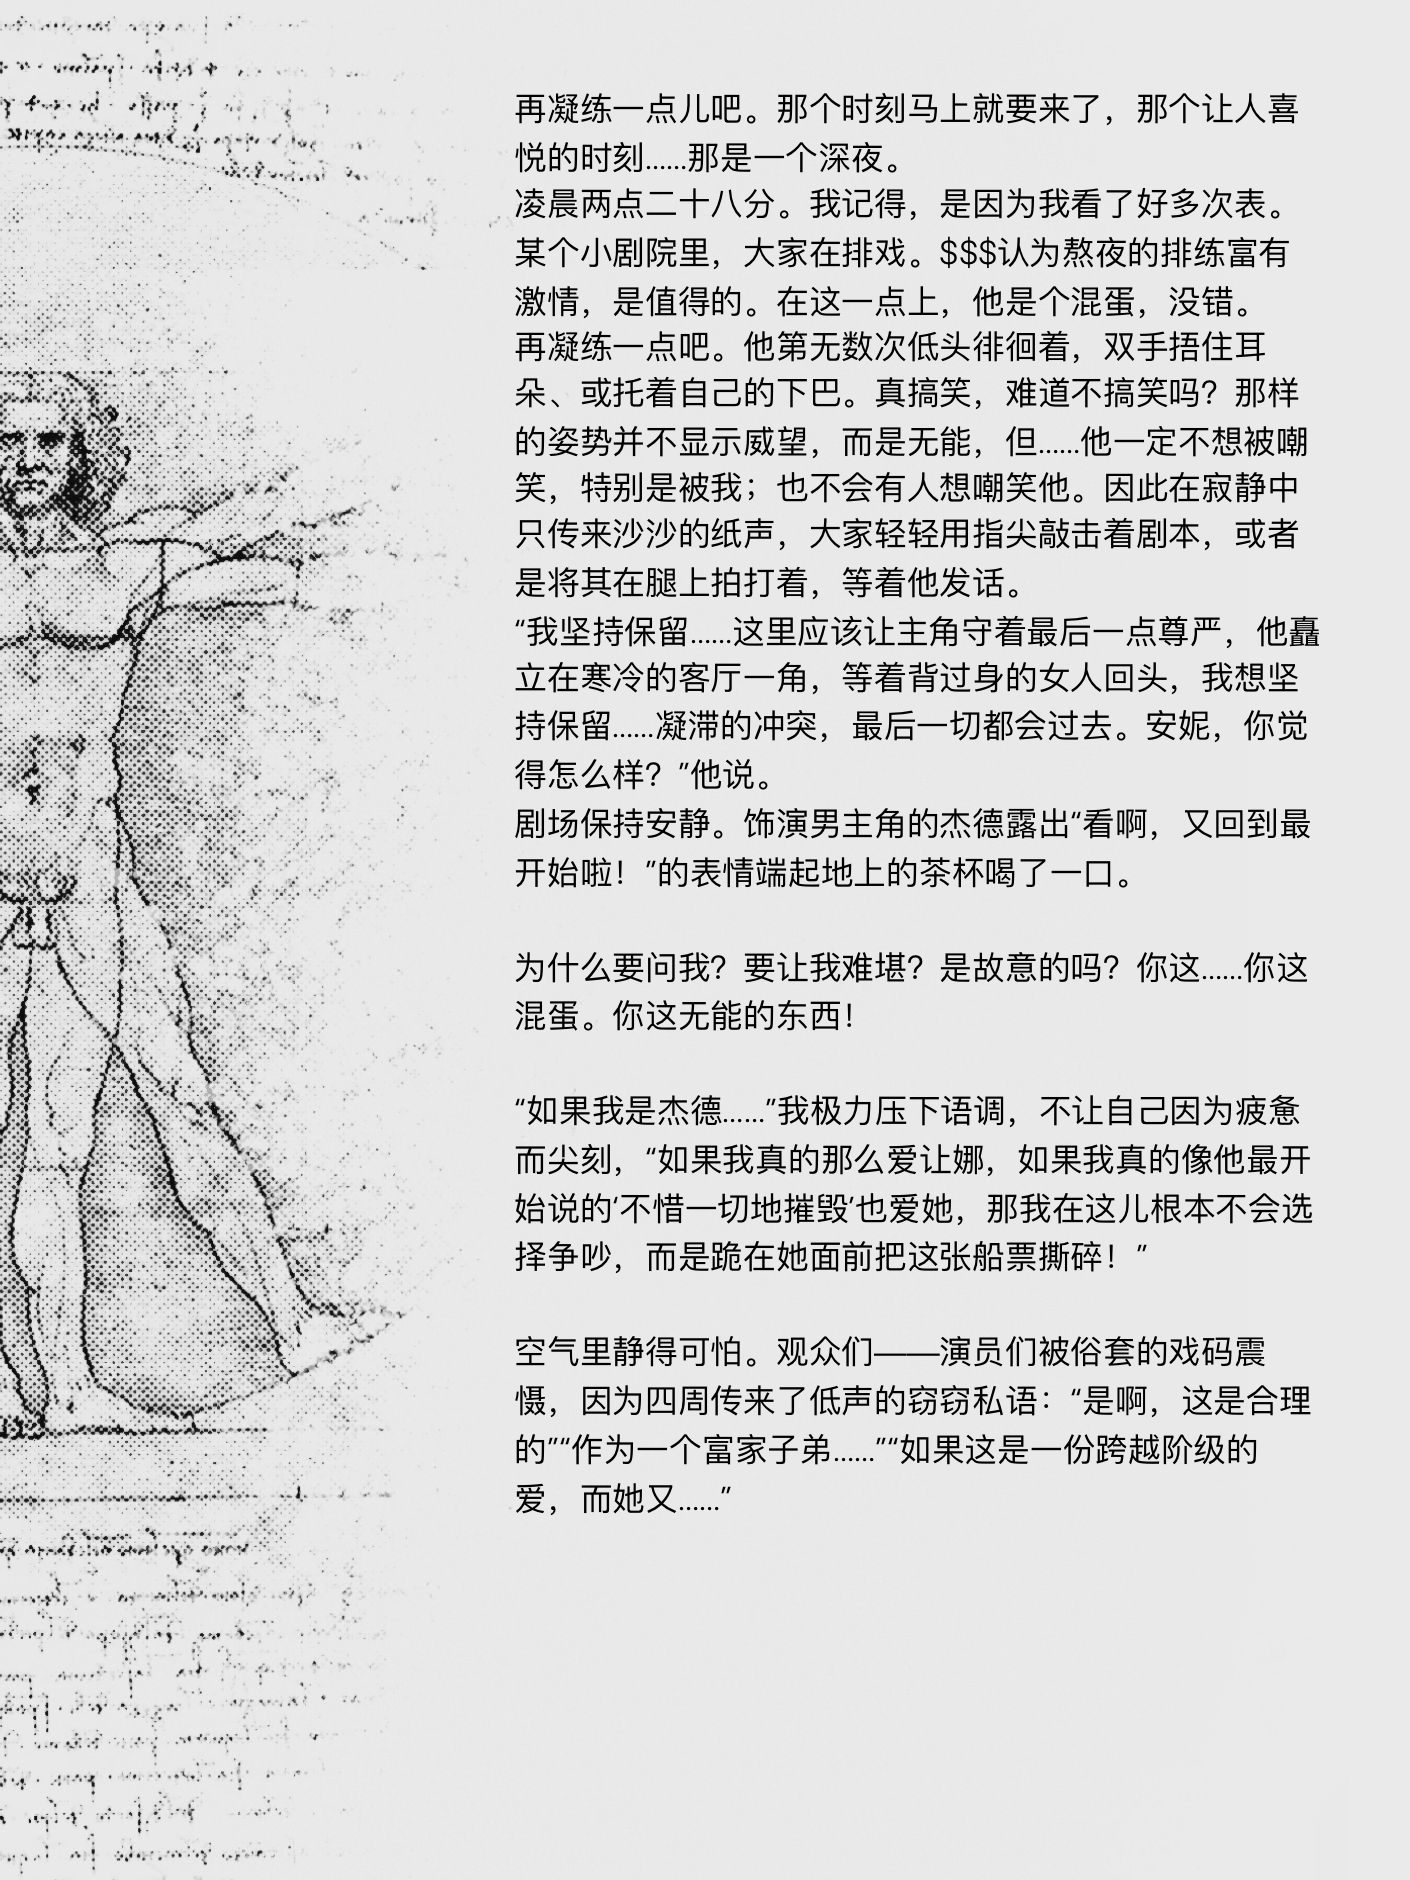 再凝练一点儿吧。那个时刻马上就要来了，那个让人喜
悦的时刻……那是一个深夜。
凌晨两点二十八分。我记得，是因为我看了好多次表。
某个小剧院里，大家在排戏。$$$认为熬夜的排练富有
激情，是值得的。在这一点上，他是个混蛋，没错。
再凝练一点吧。他第无数次低头徘徊着，双手捂住耳
朵、或托着自己的下巴。真搞笑，难道不搞笑吗？那样
的姿势并不显示威望，而是无能，但……他一定不想被嘲
笑，特别是被我；也不会有人想嘲笑他。因此在寂静中
只传来沙沙的纸声，大家轻轻用指尖敲击着剧本，或者
是将其在腿上拍打着，等着他发话。
“我坚持保留……这里应该让主角守着最后一点尊严，他矗
立在寒冷的客厅一角，等着背过身的女人回头，我想坚
持保留……凝滞的冲突，最后一切都会过去。安妮，你觉
得怎么样？”他说。
剧场保持安静。饰演男主角的杰德露出“看啊，又回到最
开始啦！”的表情端起地上的茶杯喝了一口。
为什么要问我？要让我难堪？是故意的吗？你这……你这
混蛋。你这无能的东西！
“如果我是杰德……”我极力压下语调，不让自己因为疲惫
而尖刻，“如果我真的那么爱让娜，如果我真的像他最开
始说的‘不惜一切地摧毁’也爱她，那我在这儿根本不会选
择争吵，而是跪在她面前把这张船票撕碎！”
空气里静得可怕。观众们——演员们被俗套的戏码震
慑，因为四周传来了低声的窃窃私语：“是啊，这是合理
的”“作为一个富家子弟……”“如果这是一份跨越阶级的
爱，而她又……”